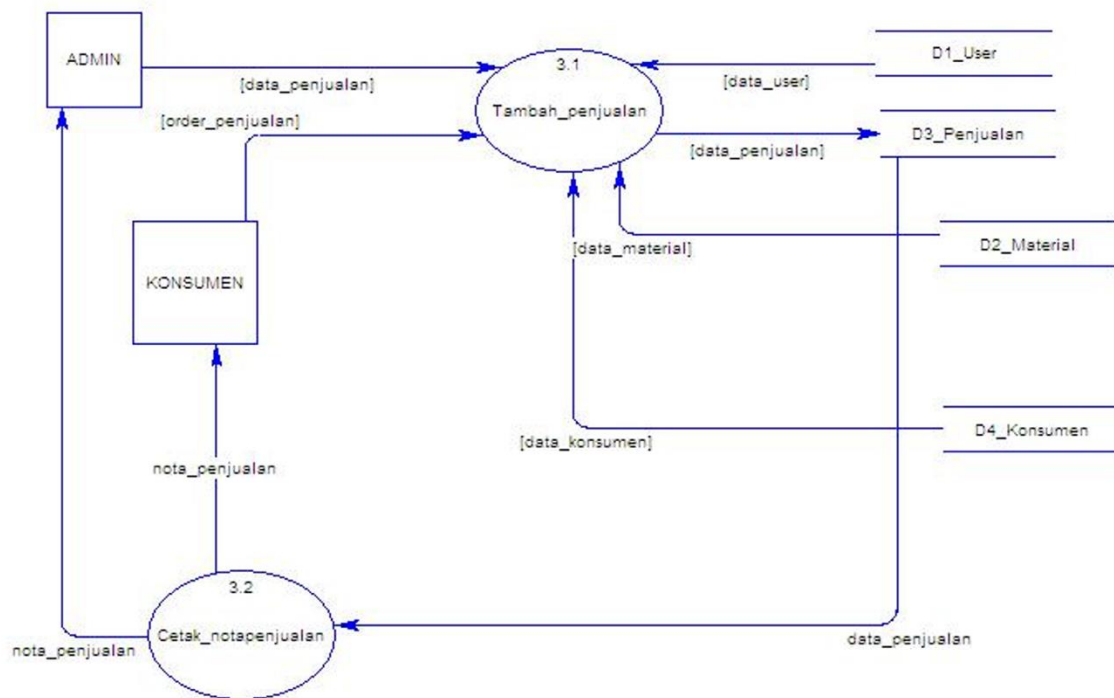 ADMIN
[data_penjualan]
3.1
Tambah_penjualan
[data_user]
D1_User
[order_penjualan]
[data_penjualan]
D3_Penjualan
[data_material]
D2_Material
KONSUMEN
[data_konsumen]
D4_Konsumen
nota_penjualan
3.2
Cetak_notapenjualan
nota_penjualan
data_penjualan